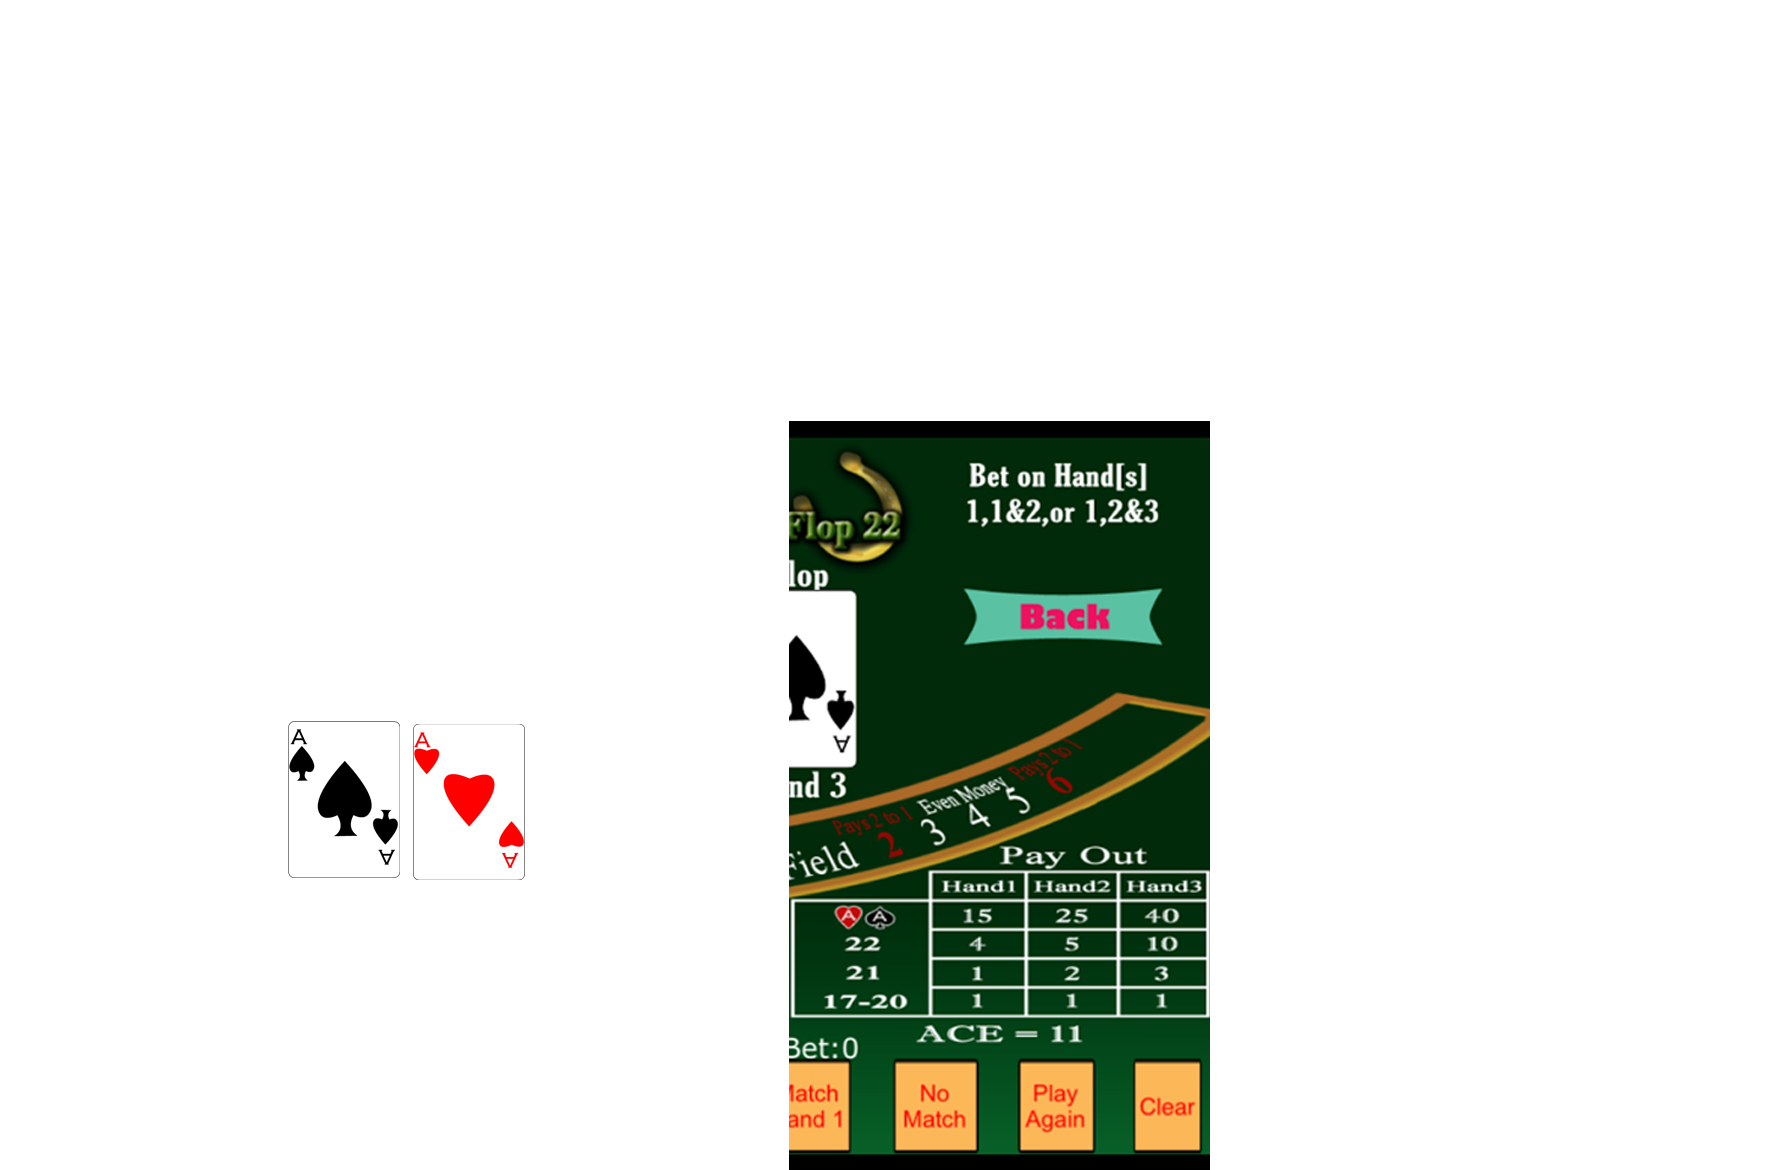 A
A
A
A
Flop 22
Bet on Hand[s]
1,1&2,or 1,2&3
lop
Back
A
nd 3
Pays 2 to 1
Even Money
Pays 2 to 1
Field 2 3 4 5 6
Pay Out
Hand1 Hand2 Hand3
A A 15 25 40
22 4 5 10
21 1 2 3
17-20 1 1 1
ACE = 11
Bet:0
Match
and 1
No
Match
Play
Again
Clear